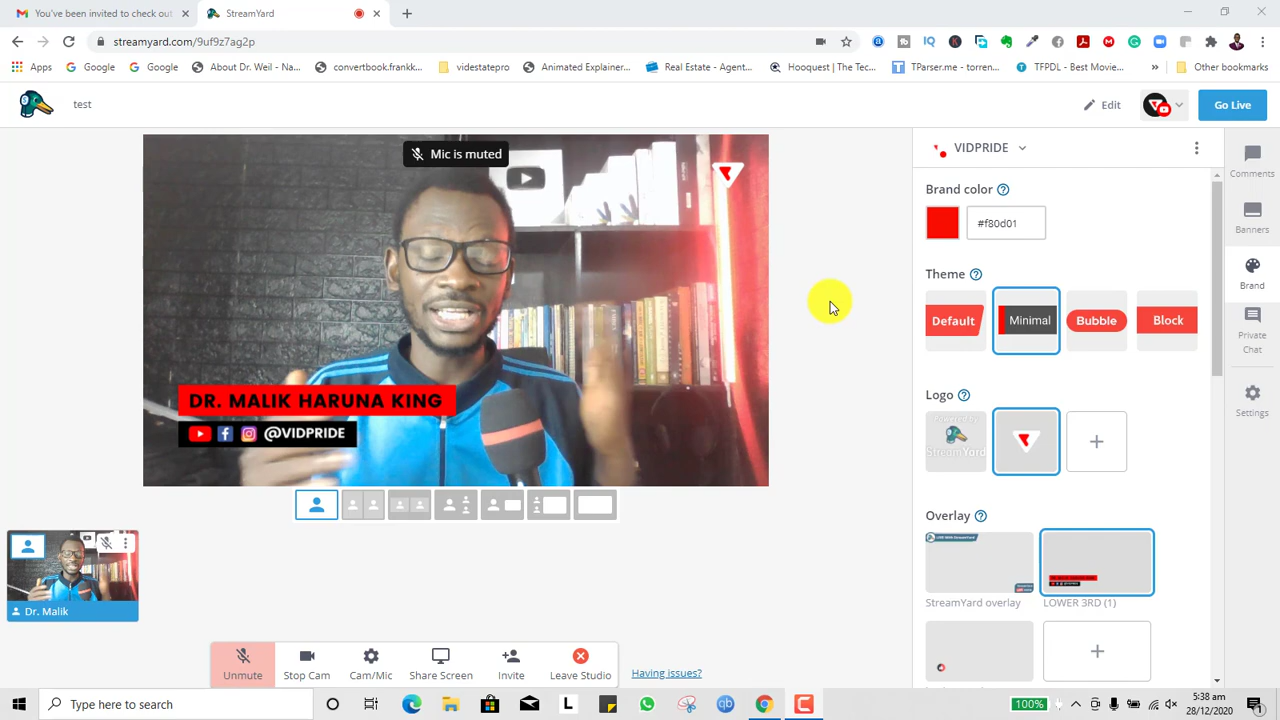 You've been invited to check out
StreamYard
streamyard.com/9uf9z7ag2p
Apps
Google
Google
About Dr. Weil - Na...
convertbook.frankk...
videstatepro
Animated Explainer...
Real Estate - Agent...
Hooquest | The Tec...
TParser.me - torren...
TFPDL - Best Movie...
Other bookmarks
test
Edit
Go Live
Mic is muted
DR. MALIK HARUNA KING
@VIDPRIDE
Dr. Malik
Unmute
Stop Cam
Cam/Mic
Share Screen
Invite
Leave Studio
Having issues?
VIDPRIDE
Brand color
#f80d01
Theme
Default
Minimal
Bubble
Block
Logo
Powered by
StreamYard
Overlay
StreamYard overlay
LOWER 3RD (1)
Comments
Banners
Brand
Private
Chat
Settings
Type here to search
100%
5:38 am
28/12/2020